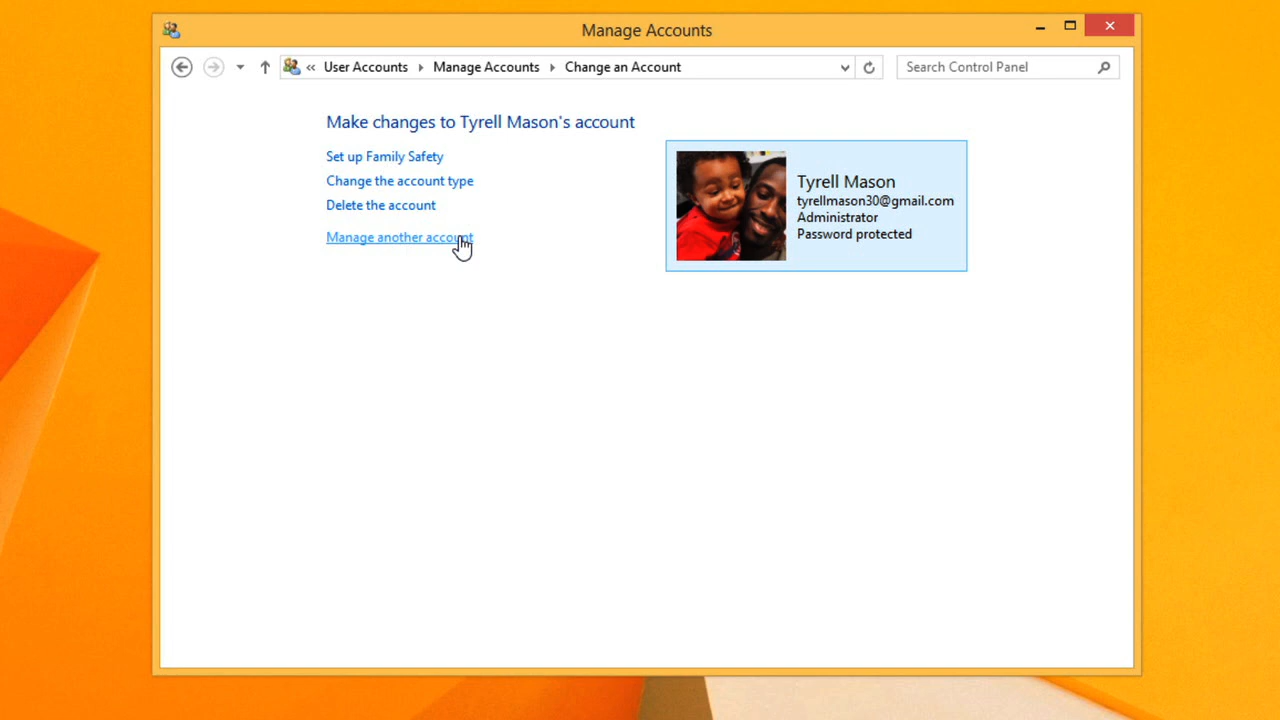 Manage Accounts
« User Accounts Manage Accounts Change an Account
Search Control Panel
Make changes to Tyrell Mason's account
Set up Family Safety
Change the account type
Delete the account
Manage another account
Tyrell Mason
tyrellmason30@gmail.com
Administrator
Password protected